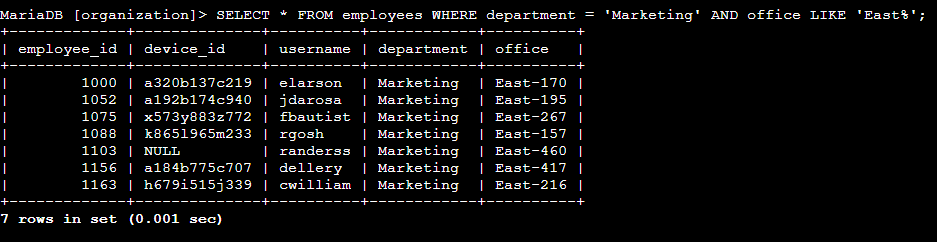 MariaDB [organization]> SELECT * FROM employees WHERE department = 'Marketing' AND office LIKE 'East%';
+-------------+--------------+----------+------------+----------+
| employee_id | device_id    | username | department | office   |
+-------------+--------------+----------+------------+----------+
|        1000 | a320b137c219 | elarson  | Marketing  | East-170 |
|        1052 | a192b174c940 | jdarosa  | Marketing  | East-195 |
|        1075 | x573y883z772 | fbautist | Marketing  | East-267 |
|        1088 | k865l965m233 | rgosh    | Marketing  | East-157 |
|        1103 | NULL         | randerss | Marketing  | East-460 |
|        1156 | a184b775c707 | dellery  | Marketing  | East-417 |
|        1163 | h679i515j339 | cwilliam | Marketing  | East-216 |
+-------------+--------------+----------+------------+----------+
7 rows in set (0.001 sec)